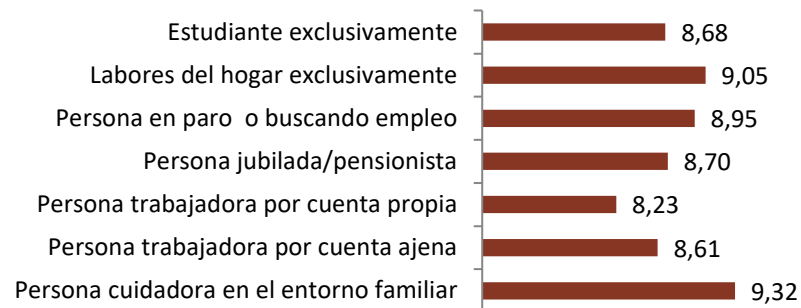 Estudiante exclusivamente 8,68
Labores del hogar exclusivamente 9,05
Persona en paro o buscando empleo 8,95
Persona jubilada/pensionista 8,70
Persona trabajadora por cuenta propia 8,23
Persona trabajadora por cuenta ajena 8,61
Persona cuidadora en el entorno familiar 9,32